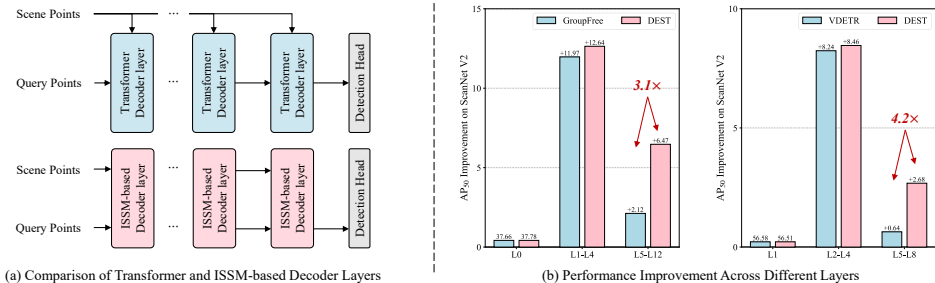 Scene Points
...
...
Transformer
Decoder layer
Transformer
Decoder layer
Transformer
Decoder layer
Detection Head
Query Points
...
Scene Points
...
ISSM-based
Decoder layer
ISSM-based
Decoder layer
ISSM-based
Decoder layer
Detection Head
Query Points
...
(a) Comparison of Transformer and ISSM-based Decoder Layers
AP50 Improvement on ScanNet V2
15
10
5
0
GroupFree
DEST
37.66
37.78
+11.97
+12.64
+2.12
+6.47
3.1×
L0
L1-L4
L5-L12
AP50 Improvement on ScanNet V2
10
5
0
VDETR
DEST
56.58
56.51
+8.24
+8.46
+0.64
+2.68
4.2×
L1
L2-L4
L5-L8
(b) Performance Improvement Across Different Layers